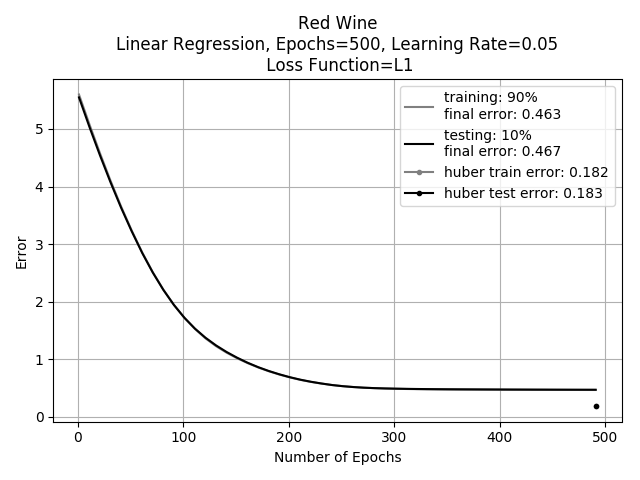 Red Wine
Linear Regression, Epochs=500, Learning Rate=0.05
Loss Function=L1
training: 90%
final error: 0.463
testing: 10%
final error: 0.467
huber train error: 0.182
huber test error: 0.183
Error
5
4
3
2
1
0
0 100 200 300 400 500
Number of Epochs